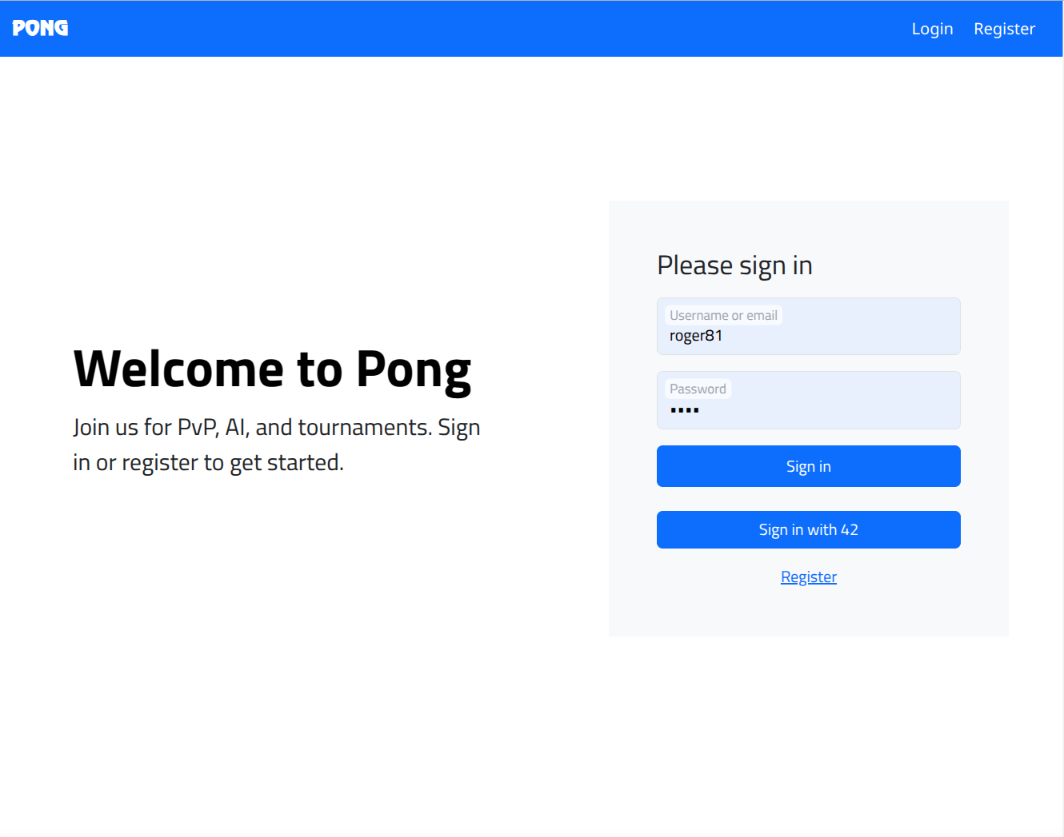 PONG
Login
Register
Welcome to Pong
Join us for PvP, AI, and tournaments. Sign
in or register to get started.
Please sign in
Username or email
roger81
Password
••••
Sign in
Sign in with 42
Register